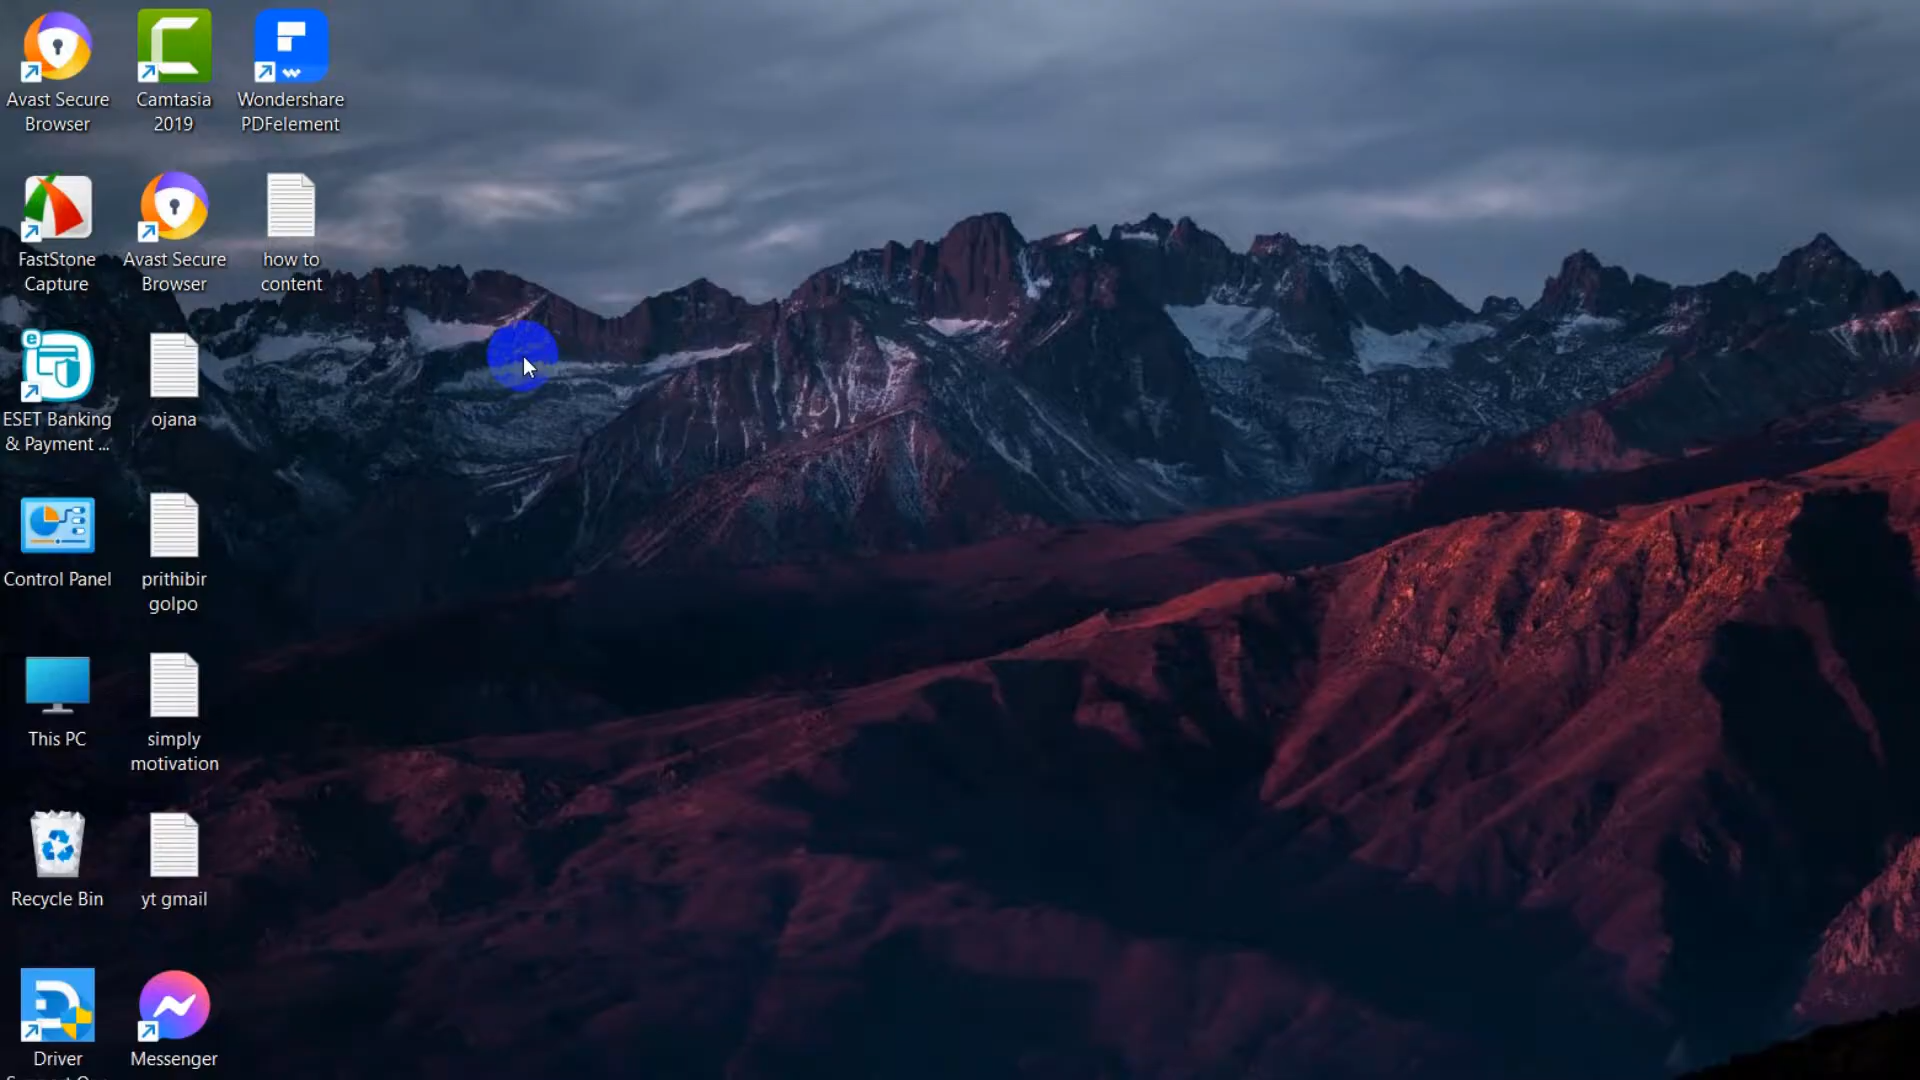 Avast Secure
Browser
Camtasia
2019
Wondershare
PDFelement
FastStone
Capture
Avast Secure
Browser
how to
content
ESET Banking
& Payment ...
ojana
Control Panel
prithibir
golpo
This PC
simply
motivation
Recycle Bin
yt gmail
Driver
Messenger